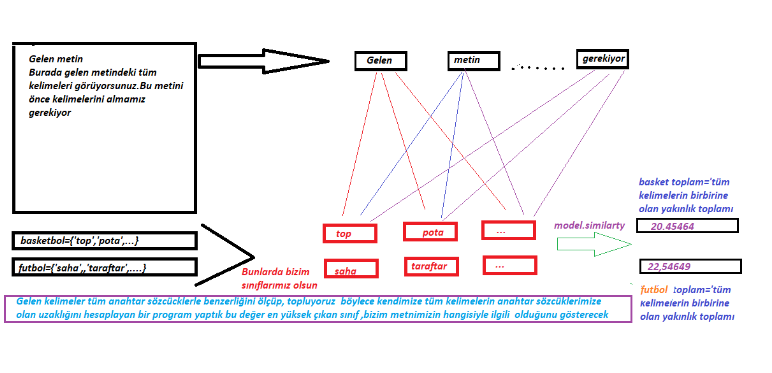 Gelen metin
Burada gelen metindeki tüm
kelimeleri görüyorsunuz.Bu metini
önce kelimelerini almamız
gerekiyor
Gelen
metin
........
gerekiyor
basketbol={'top','pota',...}
futbol={'saha',,'taraftar',....}
Bunlarda bizim
sınıflarımız olsun
top
pota
...
saha
taraftar
...
model.similarty
basket toplam='tüm
kelimelerin birbirine
olan yakınlık toplamı
20.45464
22,54649
futbol toplam='tüm
kelimelerin birbirine
olan yakınlık toplamı
Gelen kelimeler tüm anahtar sözcücklerle benzerliğini ölçüp, topluyoruz böylece kendimize tüm kelimelerin anahtar sözcüklerimize
olan uzaklığını hesplayan bir program yaptık bu değer en yüksek çıkan sınıf ,bizim metnimizin hangisiyle ilgili olduğunu gösterecek